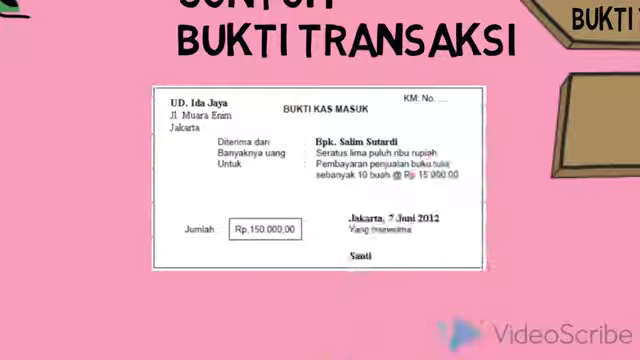 CONTOH
BUKTI TRANSAKSI
BUKTI
UD. Ida Jaya
Jl. Muara Enim
Jakarta
BUKTI KAS MASUK
KM: No. ....
Diterima dari : Bpk. Salim Sutardi
Banyaknya uang : Seratus lima puluh ribu rupiah
Untuk : Pembayaran penjualan buku tulis
sebanyak 10 buah @ Rp 15.000,00
Jumlah Rp.150.000,00
Jakarta, 7 Juni 2012
Yang menerima
Santi
VideoScribe